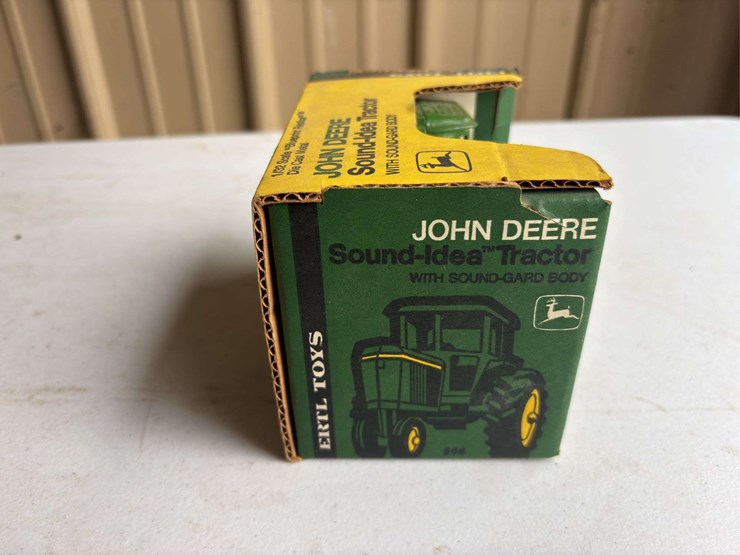 1/32 Scale
Die Cast Metal
JOHN DEERE
Sound-Idea Tractor
WITH SOUND-GARD BODY
JOHN DEERE
Sound-Idea™ Tractor
WITH SOUND-GARD BODY
ERTL TOYS